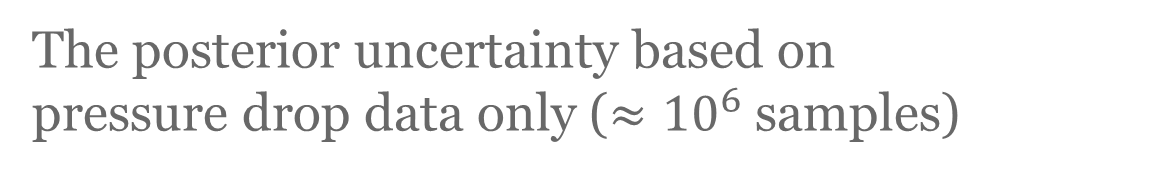 The posterior uncertainty based on
pressure drop data only (≈ 10⁶ samples)